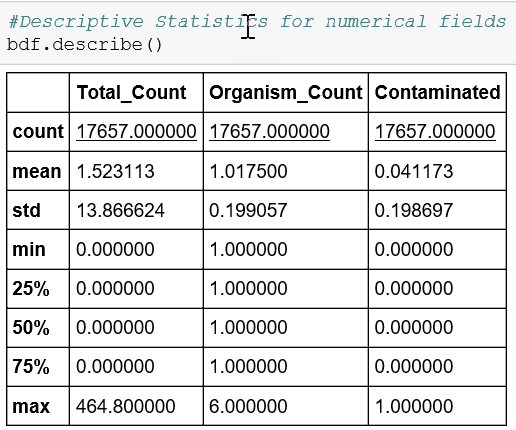 #Descriptive Statistics for numerical fields
bdf.describe()
Total_Count Organism_Count Contaminated
count 17657.000000 17657.000000 17657.000000
mean 1.523113 1.017500 0.041173
std 13.866624 0.199057 0.198697
min 0.000000 1.000000 0.000000
25% 0.000000 1.000000 0.000000
50% 0.000000 1.000000 0.000000
75% 0.000000 1.000000 0.000000
max 464.800000 6.000000 1.000000